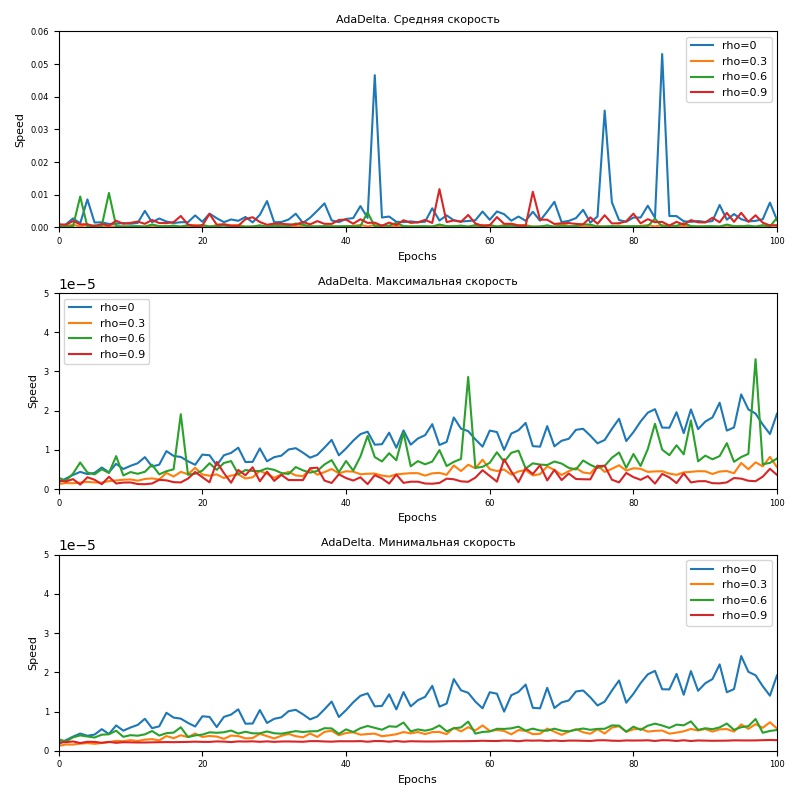 AdaDelta. Средняя скорость
0.06
0.05
0.04
0.03
0.02
0.01
0.00
Speed
rho=0
rho=0.3
rho=0.6
rho=0.9
0 20 40 60 80 100
Epochs
1e−5
AdaDelta. Максимальная скорость
5
4
3
2
1
0
Speed
rho=0
rho=0.3
rho=0.6
rho=0.9
0 20 40 60 80 100
Epochs
1e−5
AdaDelta. Минимальная скорость
5
4
3
2
1
0
Speed
rho=0
rho=0.3
rho=0.6
rho=0.9
0 20 40 60 80 100
Epochs